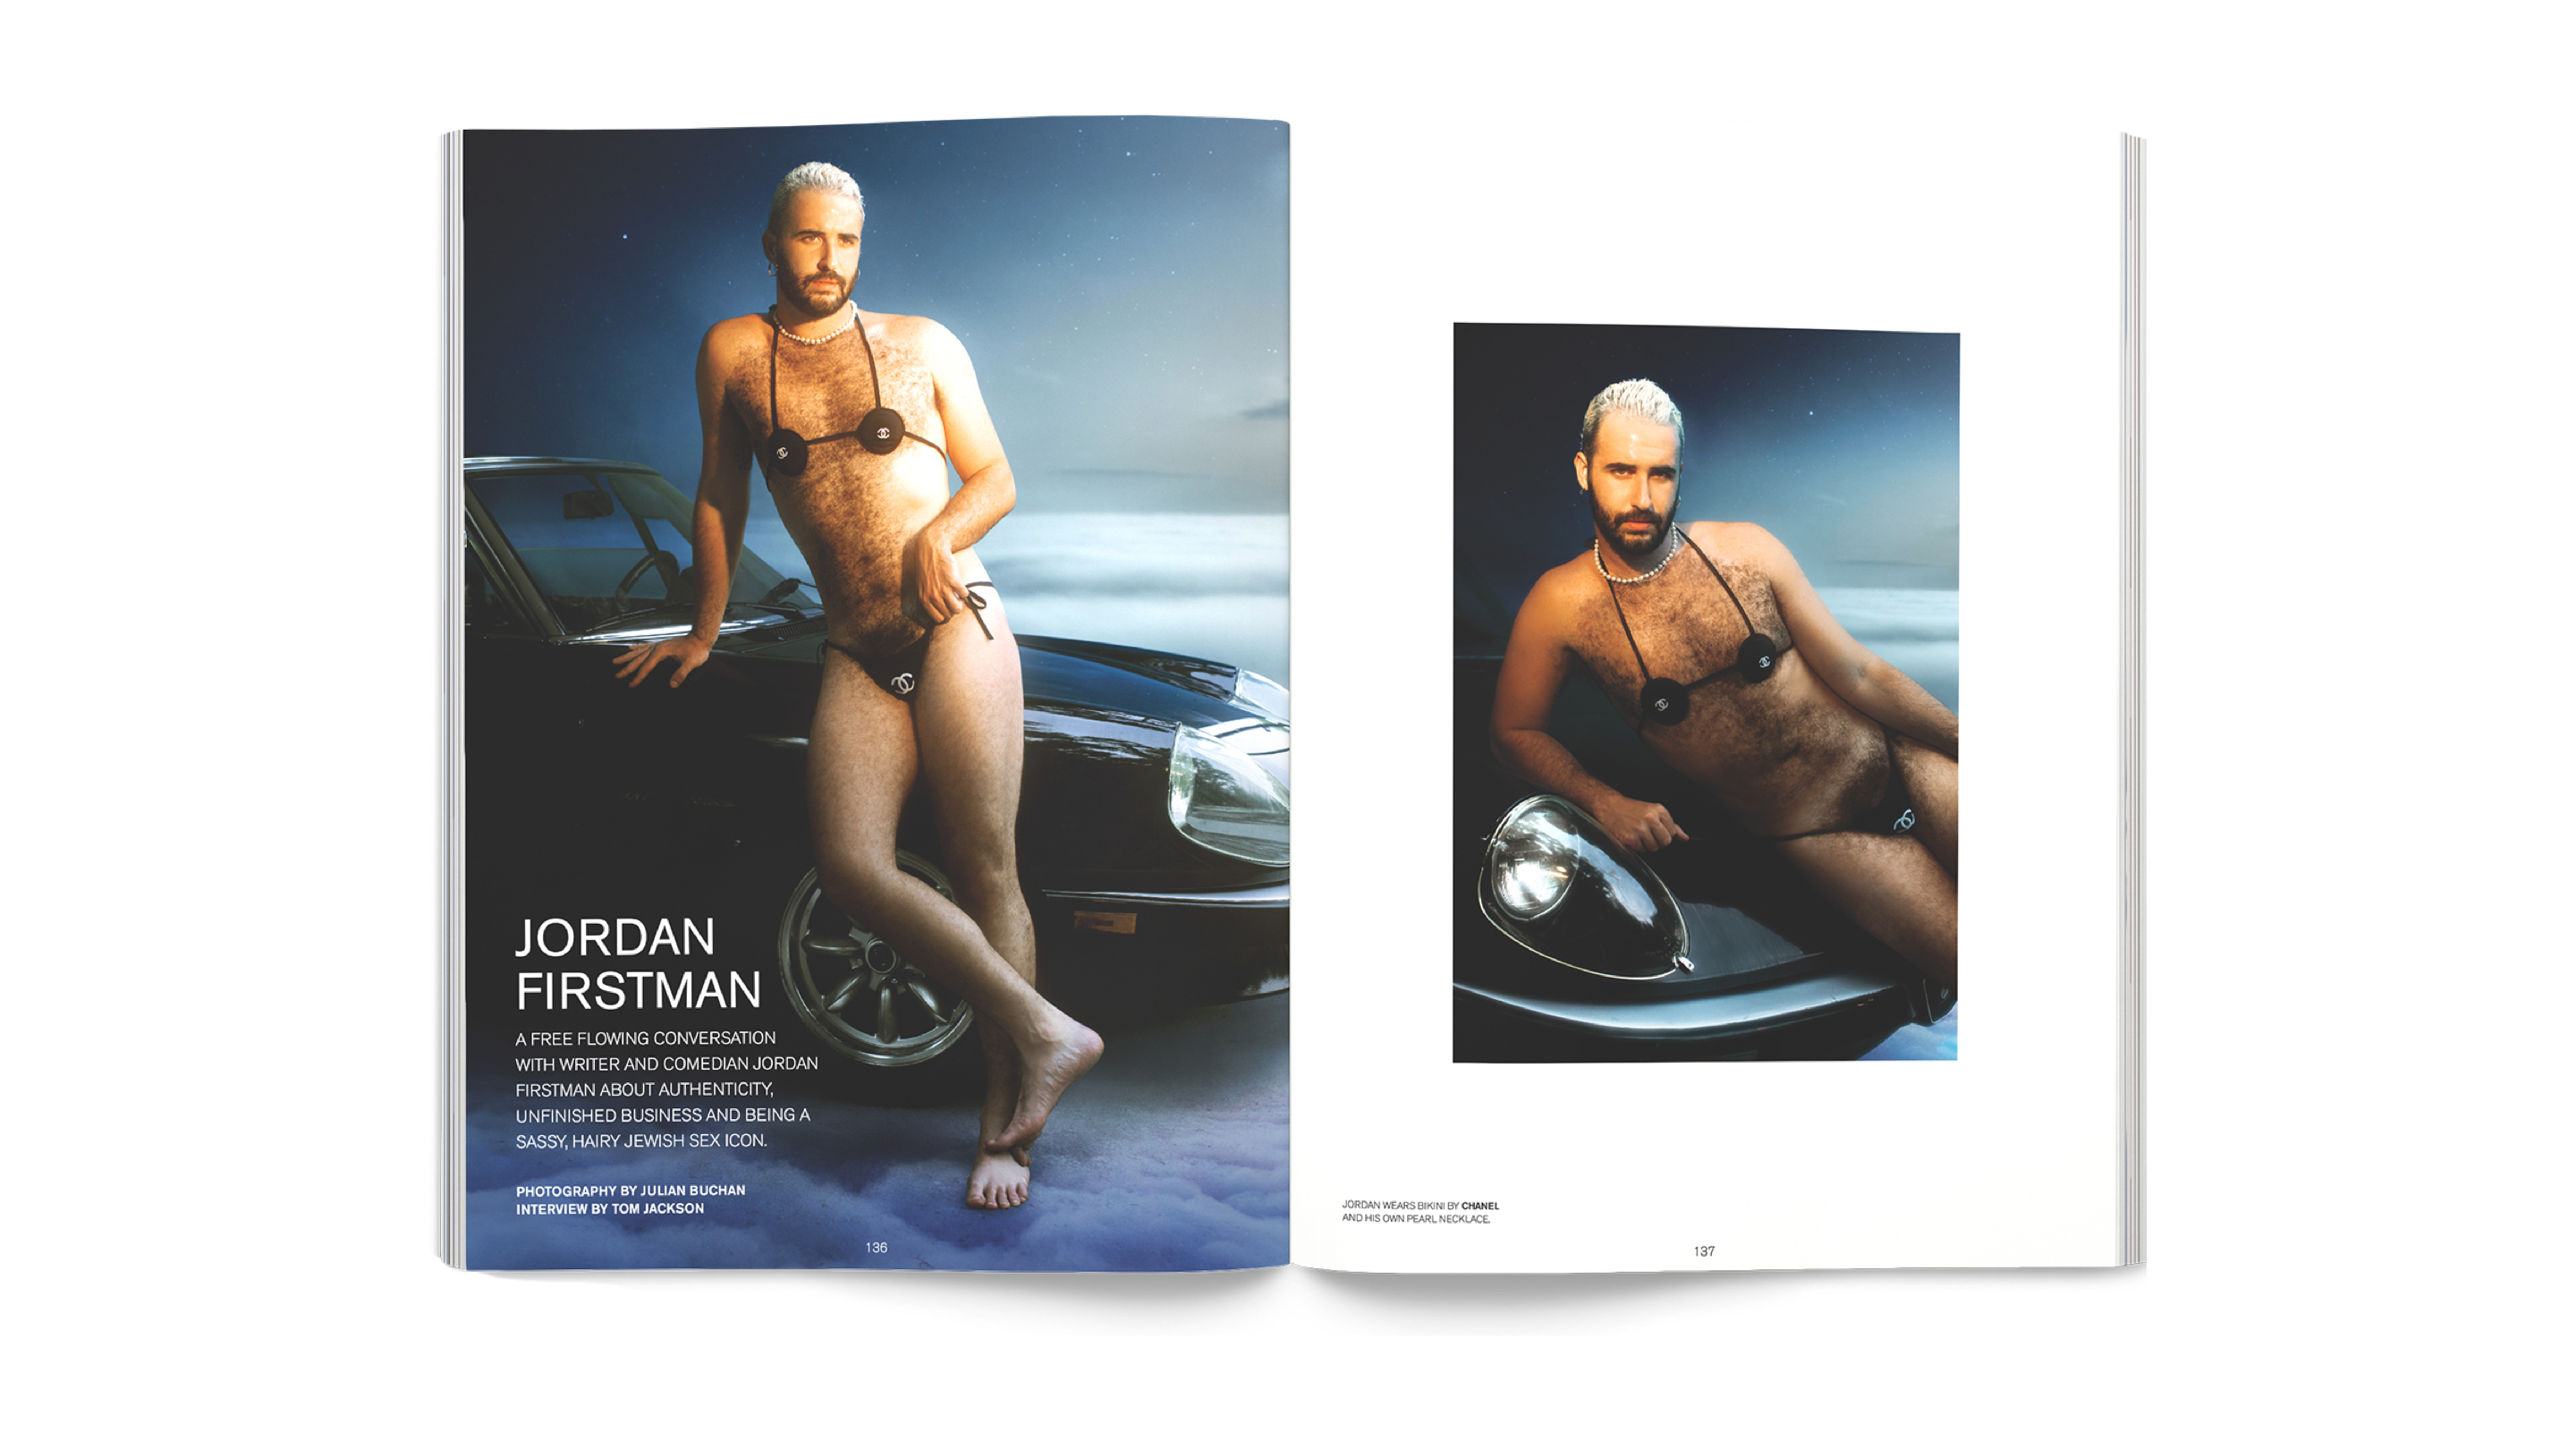 JORDAN
FIRSTMAN
A FREE FLOWING CONVERSATION
WITH WRITER AND COMEDIAN JORDAN
FIRSTMAN ABOUT AUTHENTICITY,
UNFINISHED BUSINESS AND BEING A
SASSY, HAIRY JEWISH SEX ICON.
PHOTOGRAPHY BY JULIAN BUCHAN
INTERVIEW BY TOM JACKSON
136
JORDAN WEARS BIKINI BY CHANEL
AND HIS OWN PEARL NECKLACE.
137